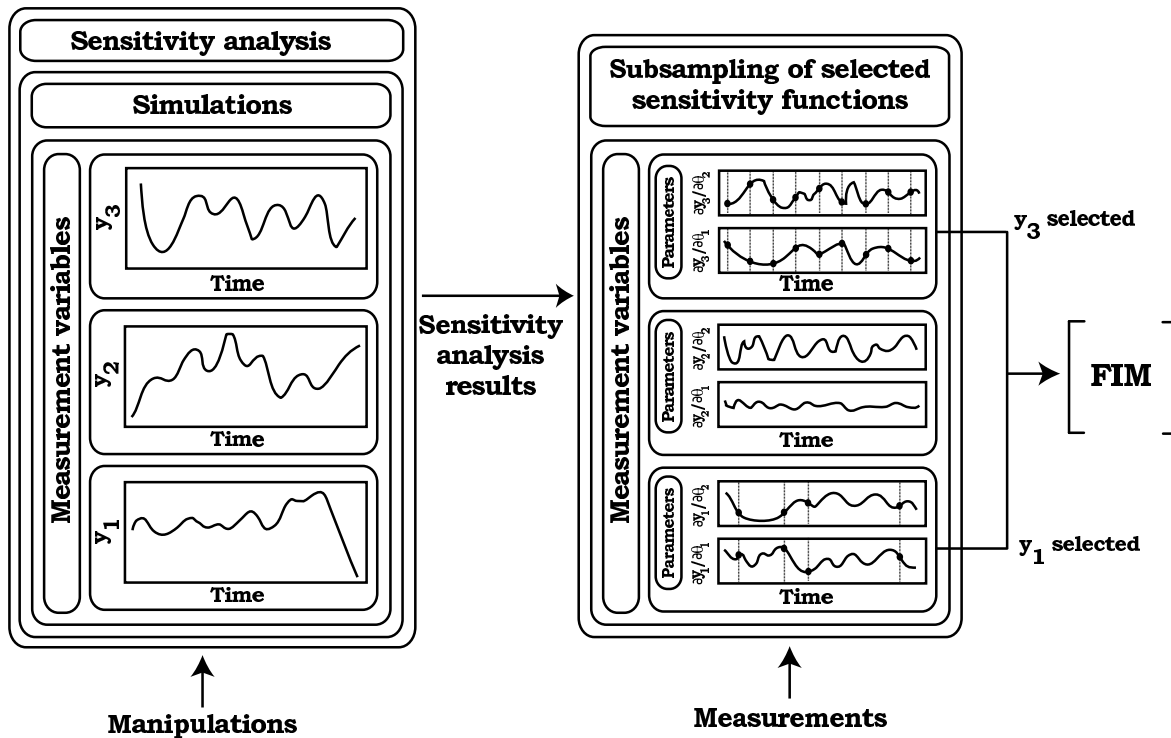 Sensitivity analysis
Simulations
Measurement variables
y3
Time
y2
Time
y1
Time
Manipulations
Sensitivity
analysis
results
Subsampling of selected
sensitivity functions
Measurement variables
Parameters
∂y3/∂θ2
∂y3/∂θ1
Time
Parameters
∂y2/∂θ2
∂y2/∂θ1
Time
Parameters
∂y1/∂θ2
∂y1/∂θ1
Time
Measurements
y3 selected
FIM
y1 selected